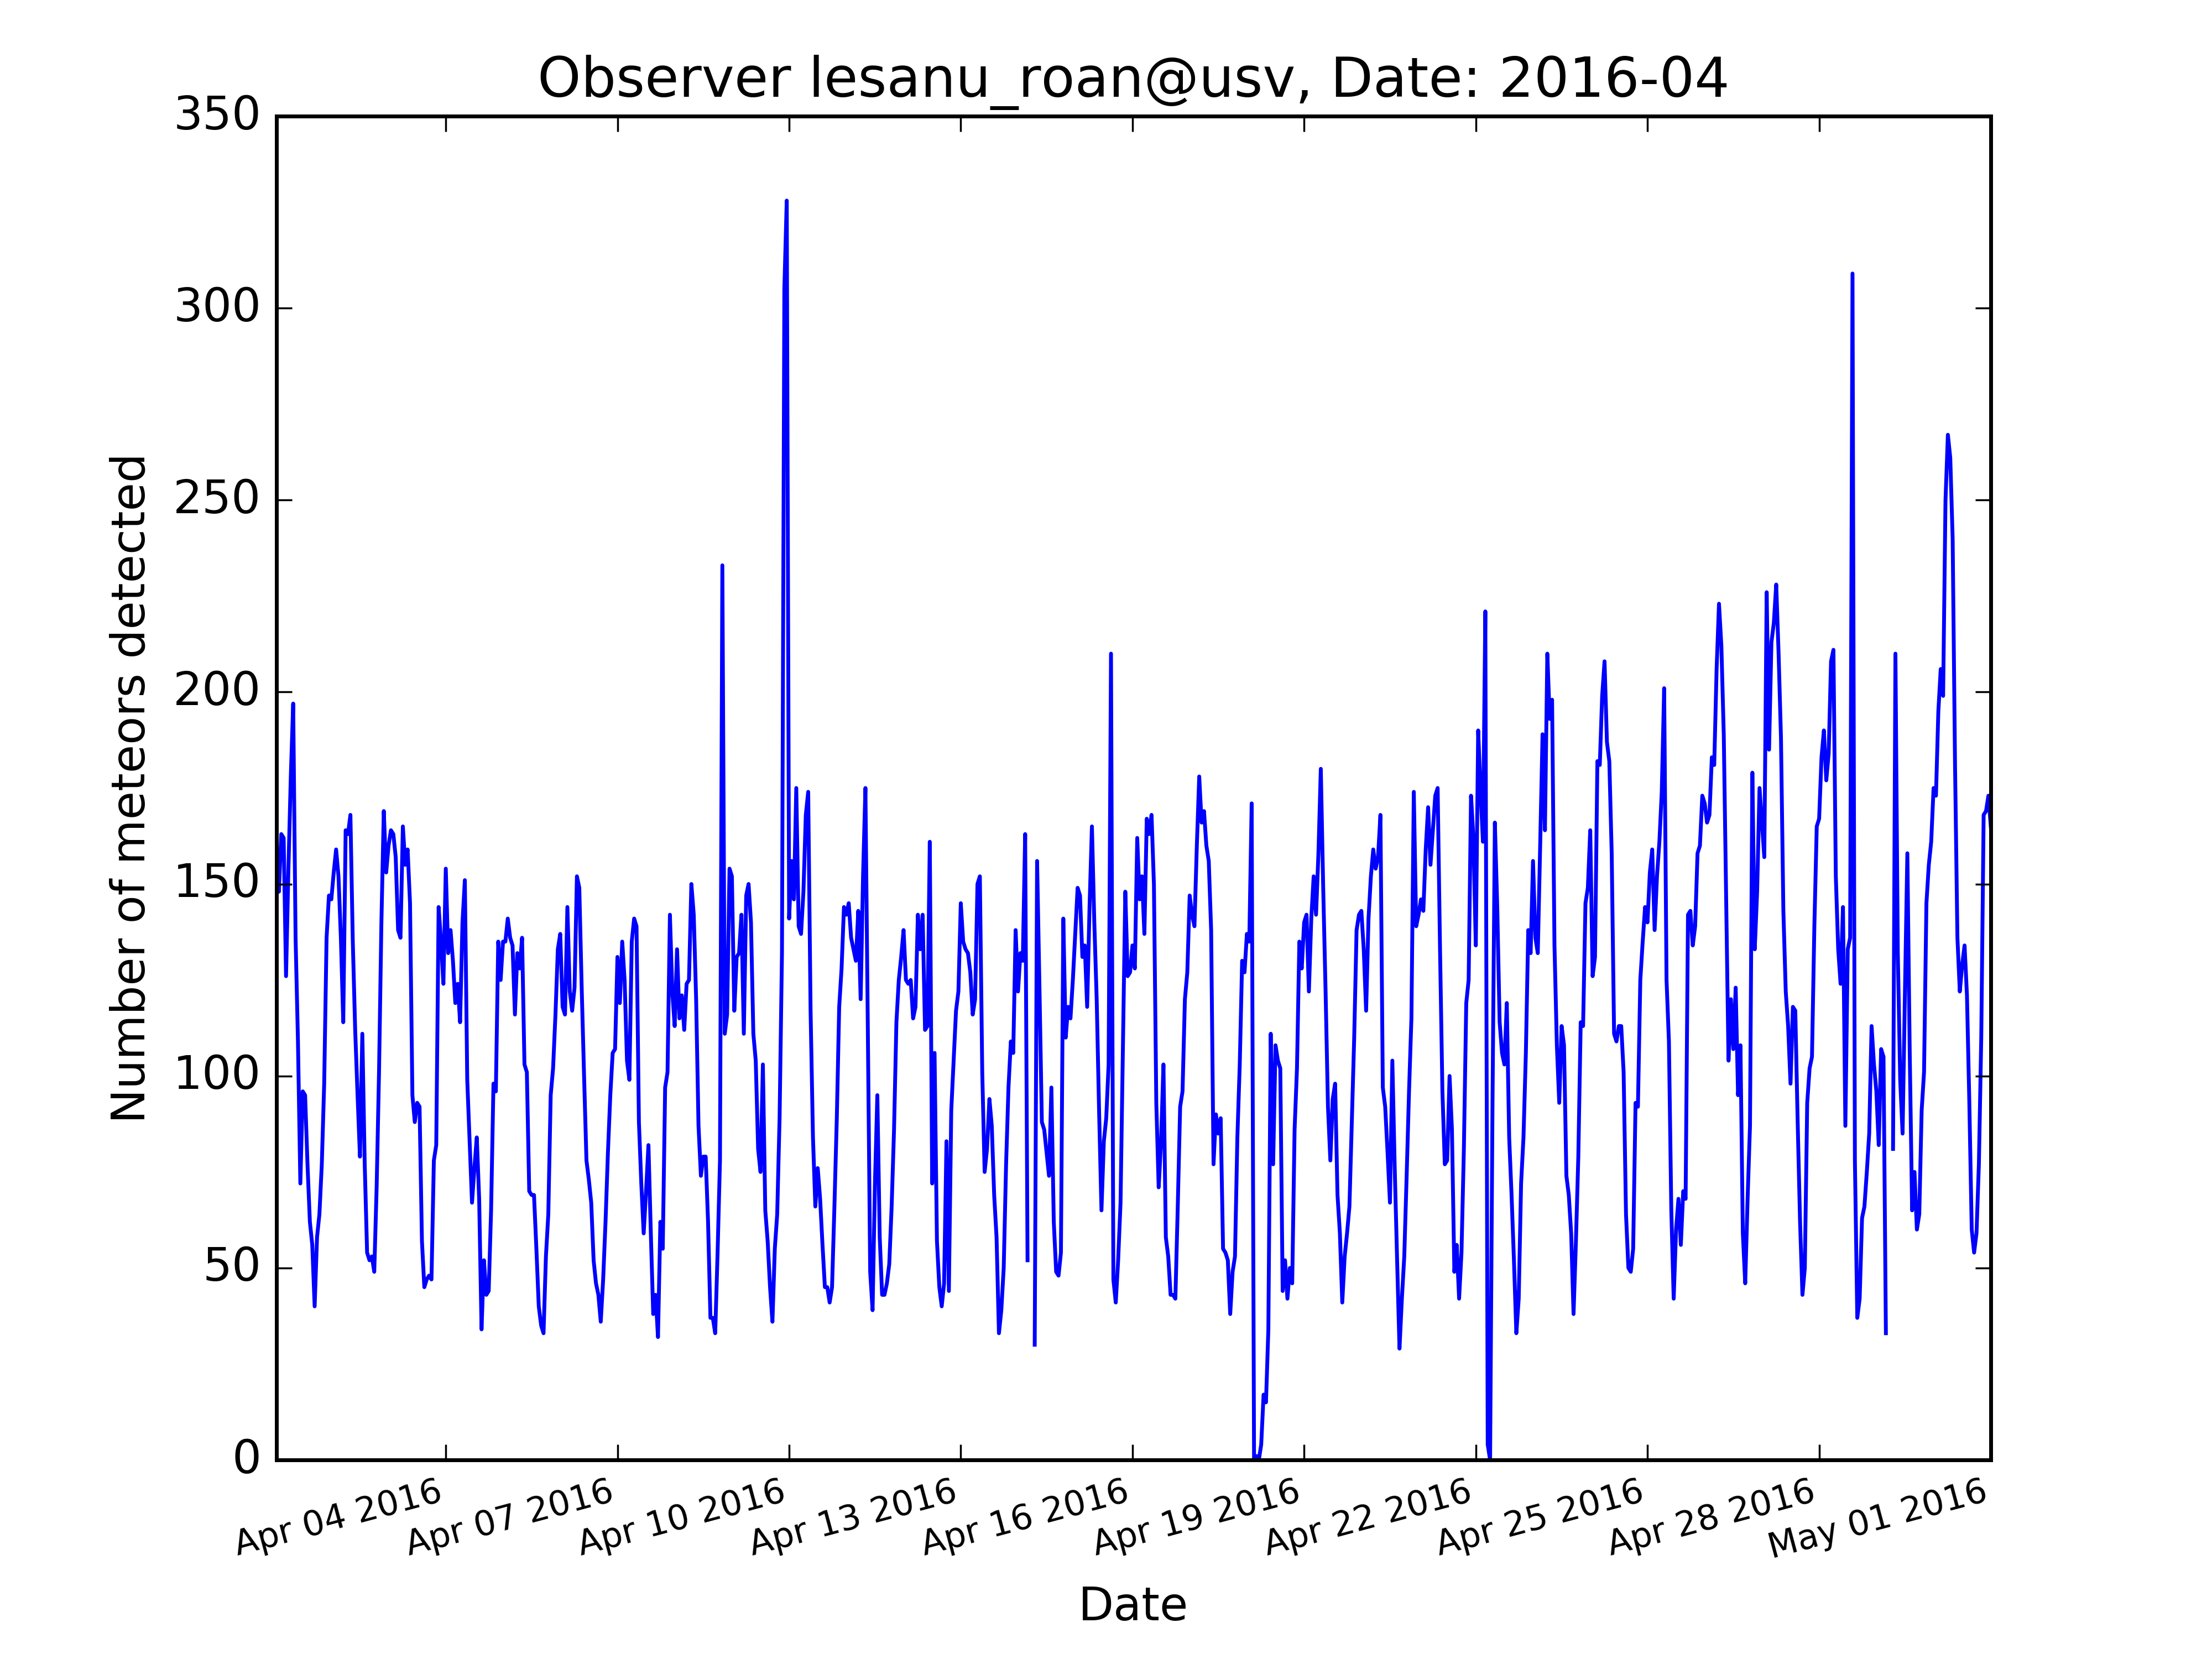 Observer lesanu_roan@usv, Date: 2016-04
350
300
250
200
150
100
50
0
Number of meteors detected
Apr 04 2016
Apr 07 2016
Apr 10 2016
Apr 13 2016
Apr 16 2016
Apr 19 2016
Apr 22 2016
Apr 25 2016
Apr 28 2016
May 01 2016
Date